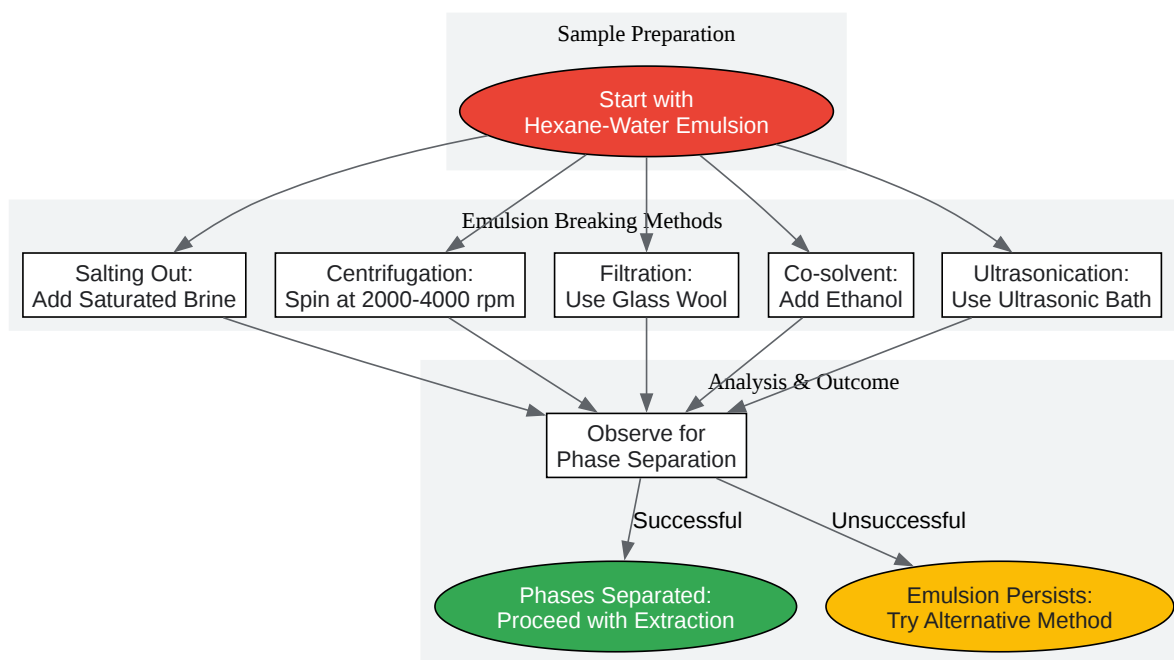 Sample Preparation
Start with
Hexane-Water Emulsion
Emulsion Breaking Methods
Salting Out:
Add Saturated Brine
Centrifugation:
Spin at 2000-4000 rpm
Filtration:
Use Glass Wool
Co-solvent:
Add Ethanol
Ultrasonication:
Use Ultrasonic Bath
Analysis & Outcome
Observe for
Phase Separation
Successful
Unsuccessful
Phases Separated:
Proceed with Extraction
Emulsion Persists:
Try Alternative Method